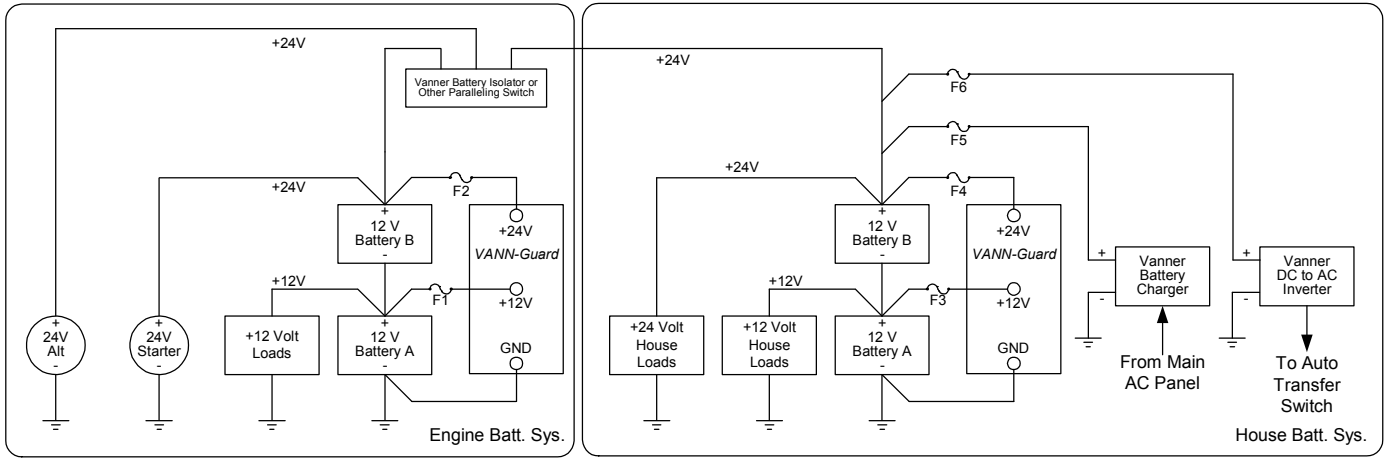 +24V
Vanner Battery Isolator or
Other Paralleling Switch
+24V
F2
+
12 V
Battery B
-
+24V
VANN-Guard
+12V
F1
+12V
+
24V
Alt
-
+
24V
Starter
-
+12 Volt
Loads
+
12 V
Battery A
-
GND
Engine Batt. Sys.
+24V
F6
F5
+24V
F4
+
12 V
Battery B
-
+24V
VANN-Guard
+12V
F3
+12V
+24 Volt
House
Loads
+12 Volt
House
Loads
+
12 V
Battery A
-
GND
+
-
Vanner
Battery
Charger
+
-
Vanner
DC to AC
Inverter
From Main
AC Panel
To Auto
Transfer
Switch
House Batt. Sys.